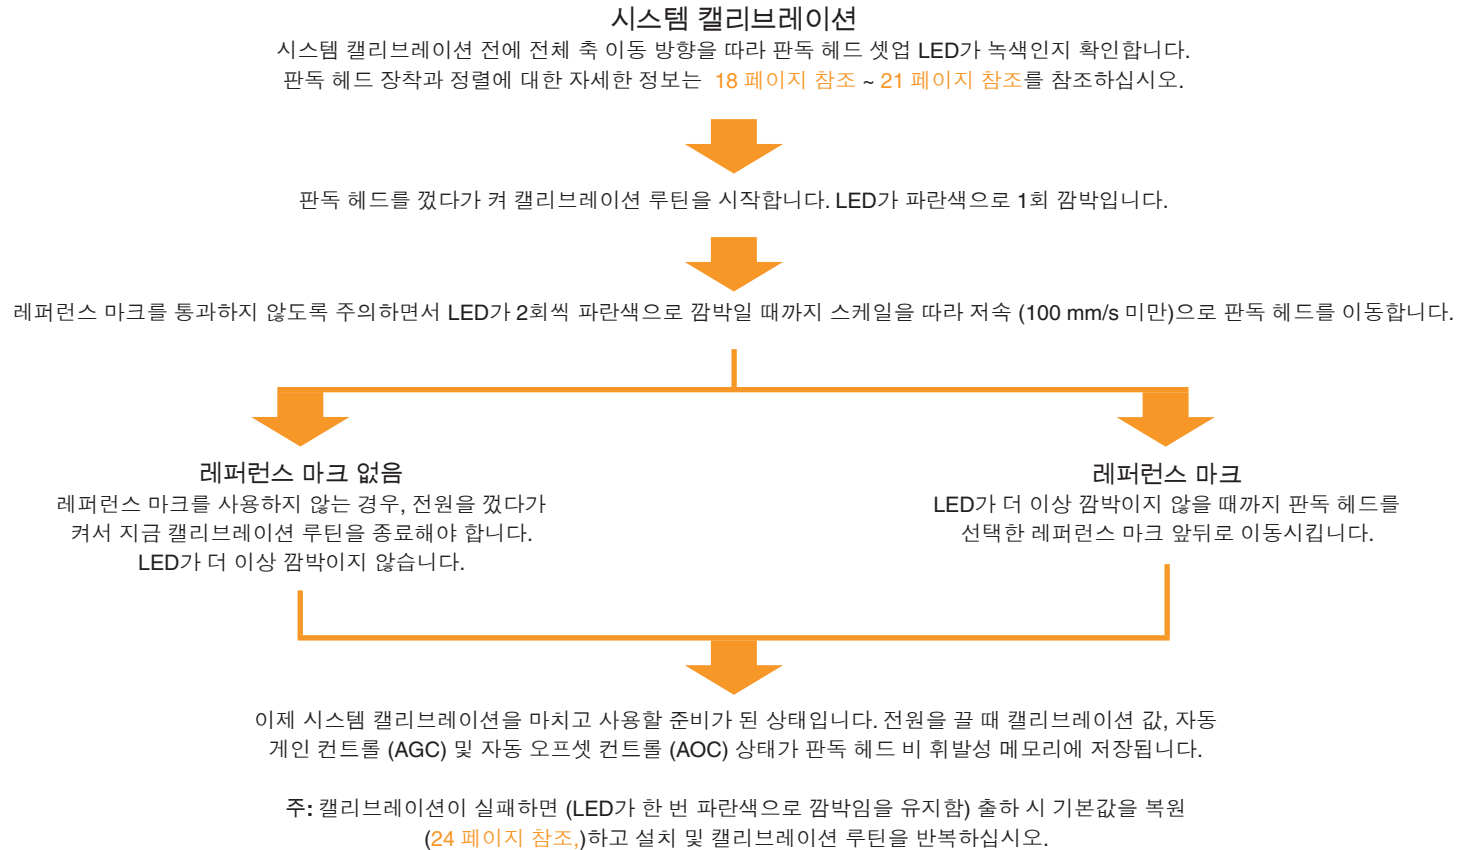 시스템 캘리브레이션
시스템 캘리브레이션 전에 전체 축 이동 방향을 따라 판독 헤드 셋업 LED가 녹색인지 확인합니다.
판독 헤드 장착과 정렬에 대한 자세한 정보는 18 페이지 참조 ~ 21 페이지 참조를 참조하십시오.
판독 헤드를 껐다가 켜 캘리브레이션 루틴을 시작합니다. LED가 파란색으로 1회 깜박입니다.
레퍼런스 마크를 통과하지 않도록 주의하면서 LED가 2회씩 파란색으로 깜박일 때까지 스케일을 따라 저속 (100 mm/s 미만)으로 판독 헤드를 이동합니다.
레퍼런스 마크 없음
레퍼런스 마크를 사용하지 않는 경우, 전원을 껐다가
켜서 지금 캘리브레이션 루틴을 종료해야 합니다.
LED가 더 이상 깜박이지 않습니다.
레퍼런스 마크
LED가 더 이상 깜박이지 않을 때까지 판독 헤드를
선택한 레퍼런스 마크 앞뒤로 이동시킵니다.
이제 시스템 캘리브레이션을 마치고 사용할 준비가 된 상태입니다. 전원을 끌 때 캘리브레이션 값, 자동
게인 컨트롤 (AGC) 및 자동 오프셋 컨트롤 (AOC) 상태가 판독 헤드 비 휘발성 메모리에 저장됩니다.
주: 캘리브레이션이 실패하면 (LED가 한 번 파란색으로 깜박임을 유지함) 출하 시 기본값을 복원
(24 페이지 참조,)하고 설치 및 캘리브레이션 루틴을 반복하십시오.